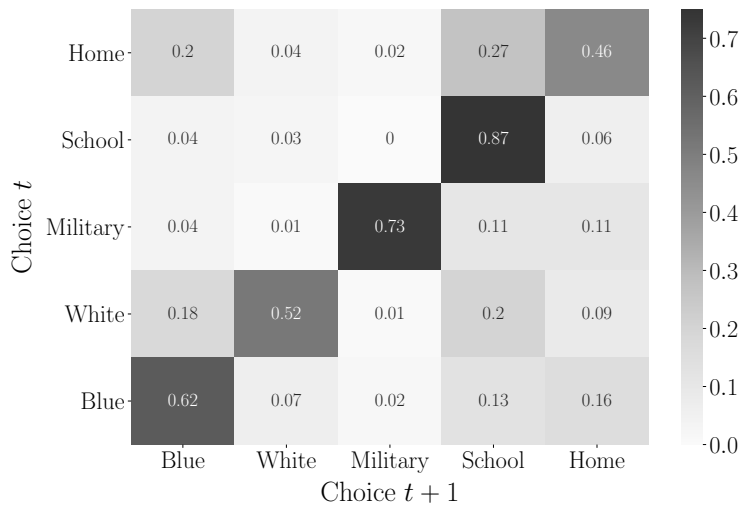 Home 0.2 0.04 0.02 0.27 0.46
School 0.04 0.03 0 0.87 0.06
Military 0.04 0.01 0.73 0.11 0.11
White 0.18 0.52 0.01 0.2 0.09
Blue 0.62 0.07 0.02 0.13 0.16
Blue White Military School Home
Choice t + 1
Choice t
0.7
0.6
0.5
0.4
0.3
0.2
0.1
0.0